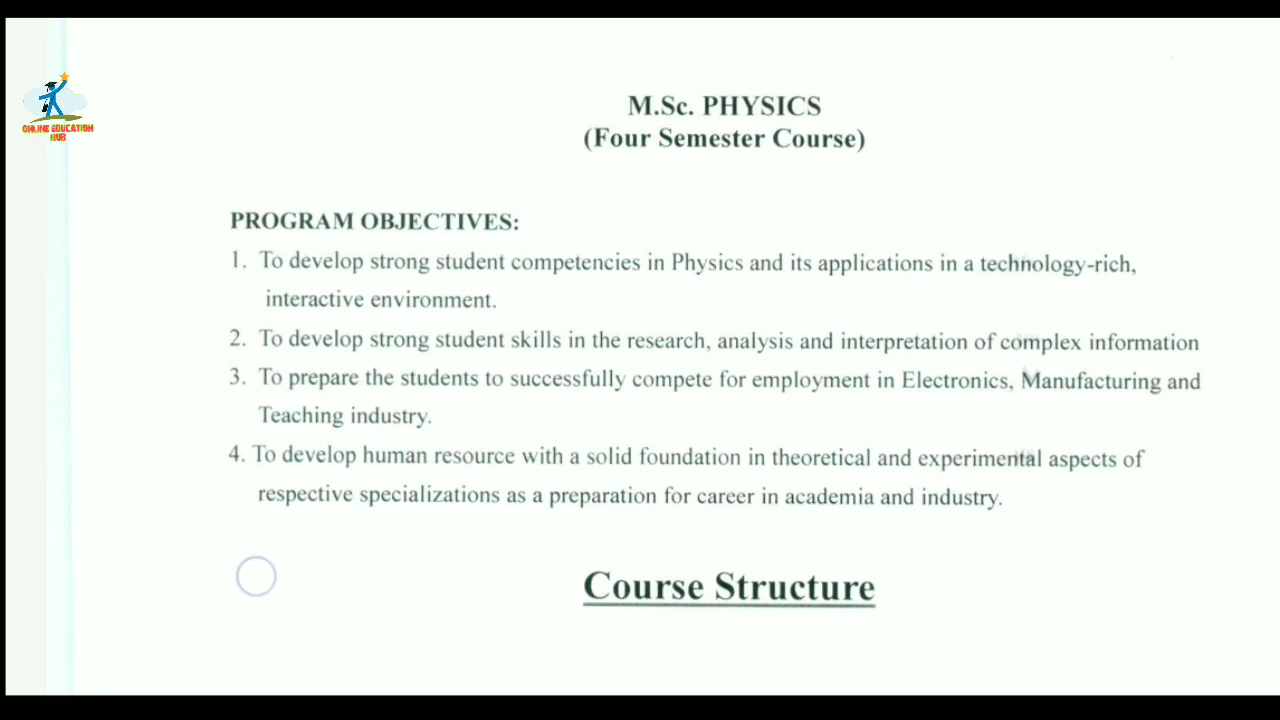 ONLINE EDUCATION
HUB
M.Sc. PHYSICS
(Four Semester Course)
PROGRAM OBJECTIVES:
1. To develop strong student competencies in Physics and its applications in a technology-rich,
interactive environment.
2. To develop strong student skills in the research, analysis and interpretation of complex information
3. To prepare the students to successfully compete for employment in Electronics, Manufacturing and
Teaching industry.
4. To develop human resource with a solid foundation in theoretical and experimental aspects of
respective specializations as a preparation for career in academia and industry.
Course Structure